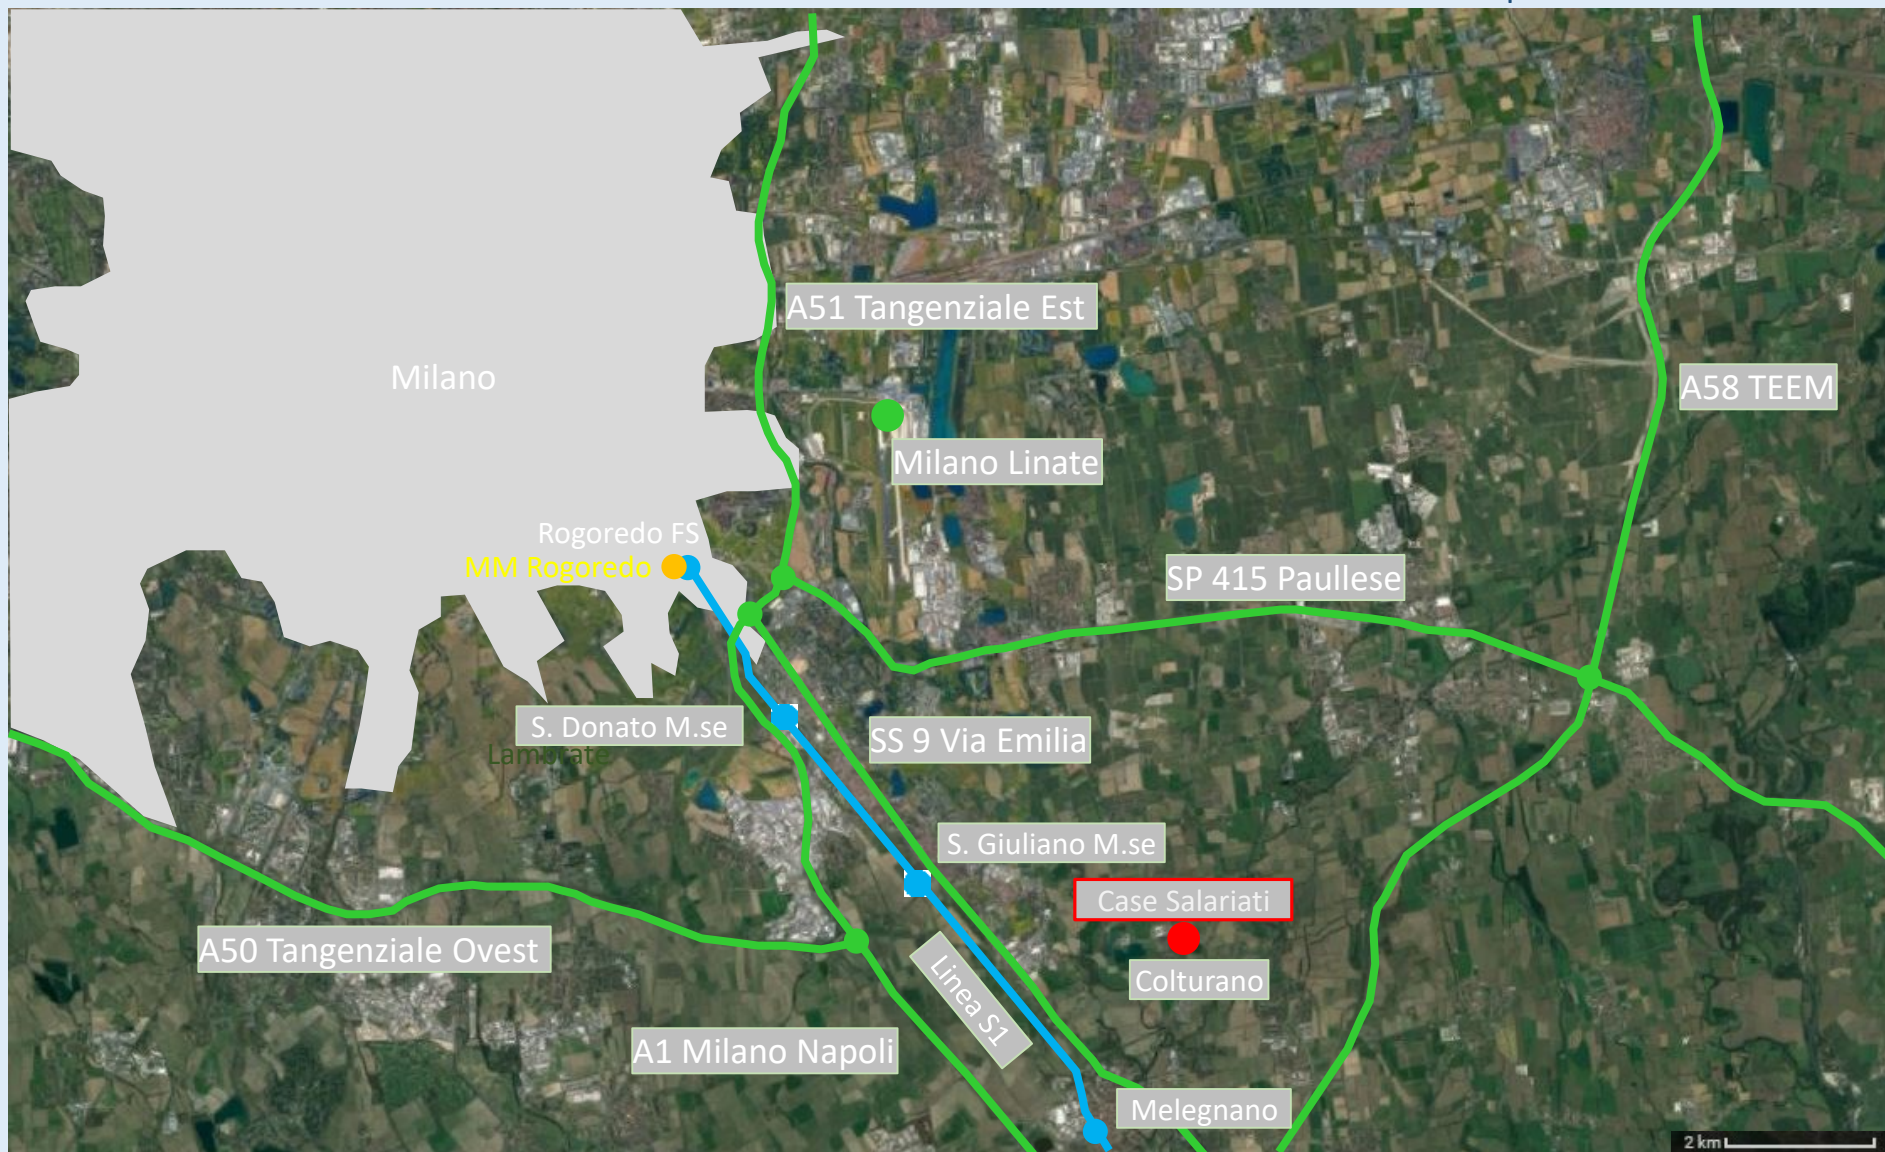 A51 Tangenziale Est
Milano
A58 TEEM
Milano Linate
Rogoredo FS
MM Rogoredo
SP 415 Paullese
S. Donato M.se
SS 9 Via Emilia
Lambrate
S. Giuliano M.se
Case Salariati
A50 Tangenziale Ovest
Linea S1
Colturano
A1 Milano Napoli
Melegnano
2 km